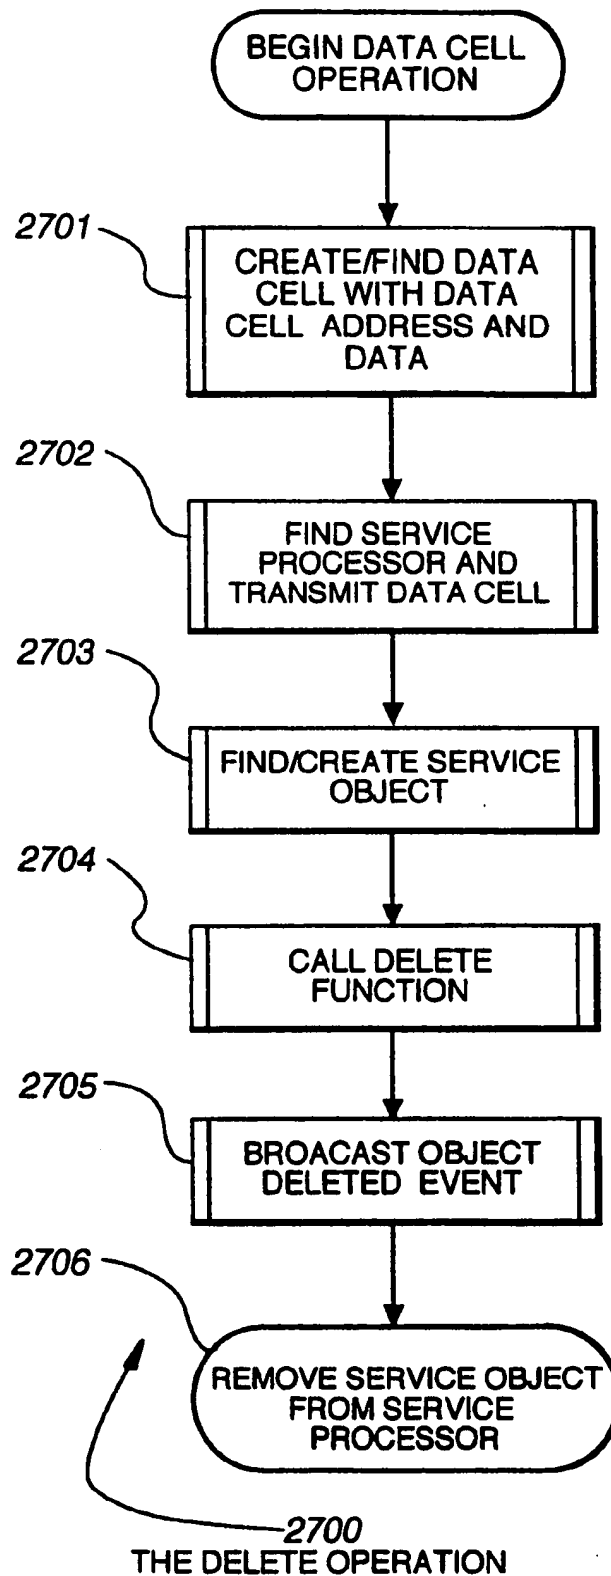 BEGIN DATA CELL
OPERATION
2701
CREATE/FIND DATA
CELL WITH DATA
CELL ADDRESS AND
DATA
2702
FIND SERVICE
PROCESSOR AND
TRANSMIT DATA CELL
2703
FIND/CREATE SERVICE
OBJECT
2704
CALL DELETE
FUNCTION
2705
BROACAST OBJECT
DELETED EVENT
2706
REMOVE SERVICE OBJECT
FROM SERVICE
PROCESSOR
2700
THE DELETE OPERATION